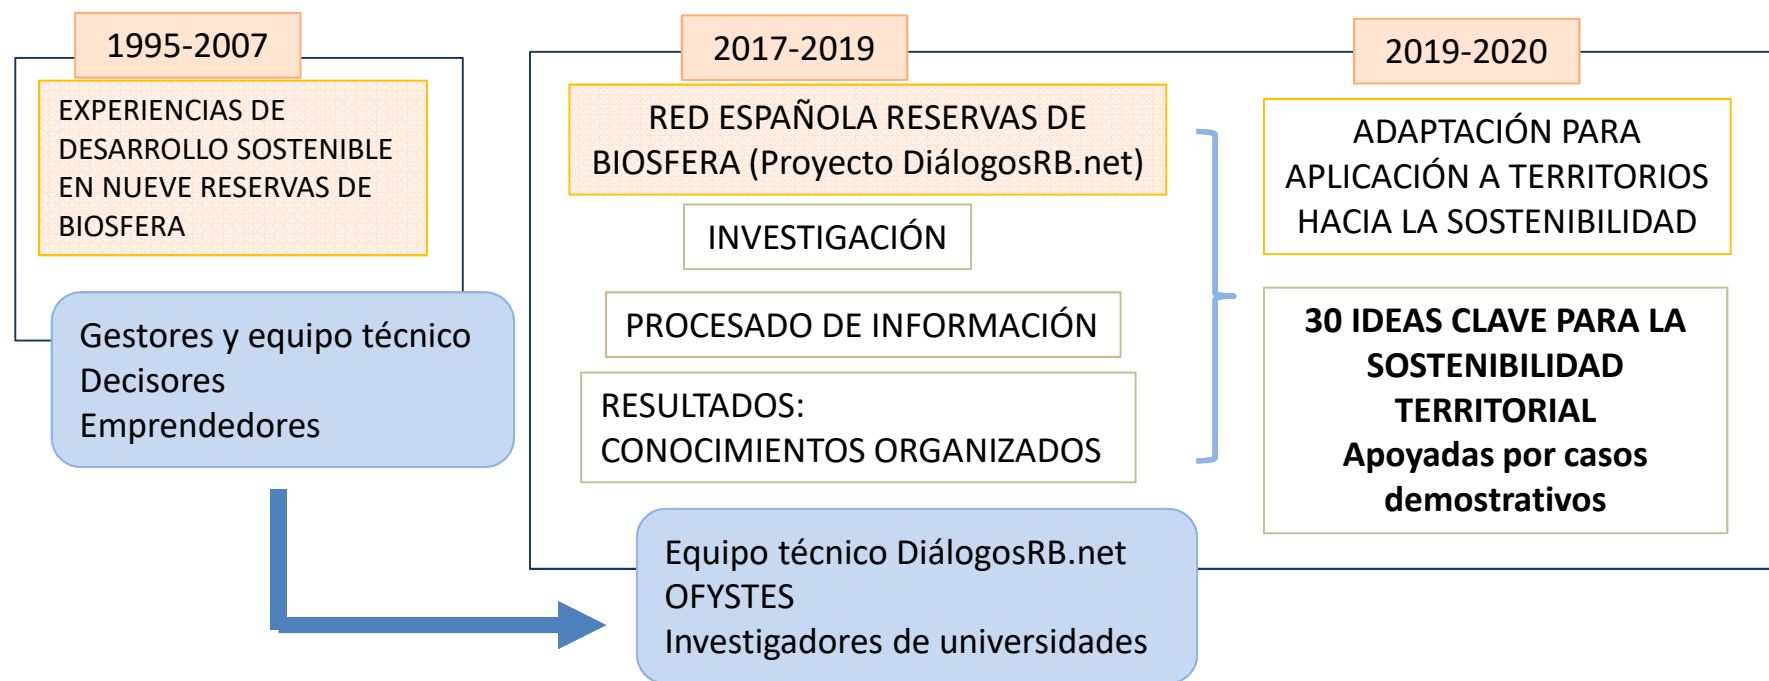 1995-2007
EXPERIENCIAS DE
DESARROLLO SOSTENIBLE
EN NUEVE RESERVAS DE
BIOSFERA
Gestores y equipo técnico
Decisores
Emprendedores
2017-2019
RED ESPAÑOLA RESERVAS DE
BIOSFERA (Proyecto DiálogosRB.net)
INVESTIGACIÓN
PROCESADO DE INFORMACIÓN
RESULTADOS:
CONOCIMIENTOS ORGANIZADOS
Equipo técnico DiálogosRB.net
OFYSTES
Investigadores de universidades
2019-2020
ADAPTACIÓN PARA
APLICACIÓN A TERRITORIOS
HACIA LA SOSTENIBILIDAD
30 IDEAS CLAVE PARA LA
SOSTENIBILIDAD
TERRITORIAL
Apoyadas por casos
demostrativos